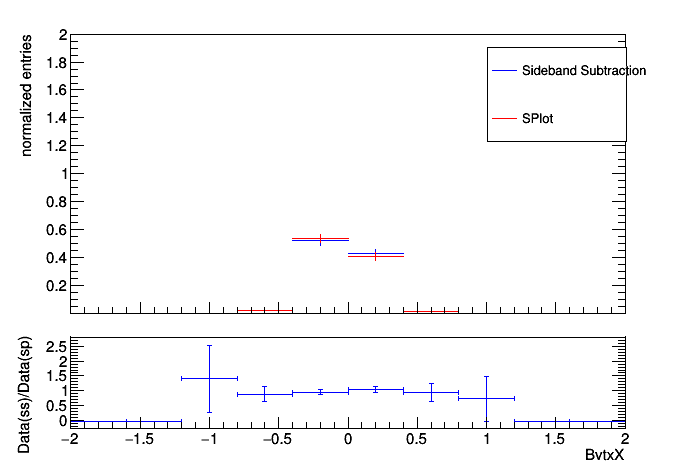 normalized entries
2
1.8
1.6
1.4
1.2
1
0.8
0.6
0.4
0.2
Sideband Subtraction
SPlot
Data(ss)/Data(sp)
2.5
2
1.5
1
0.5
0
−2 −1.5 −1 −0.5 0 0.5 1 1.5 2
BvtxX